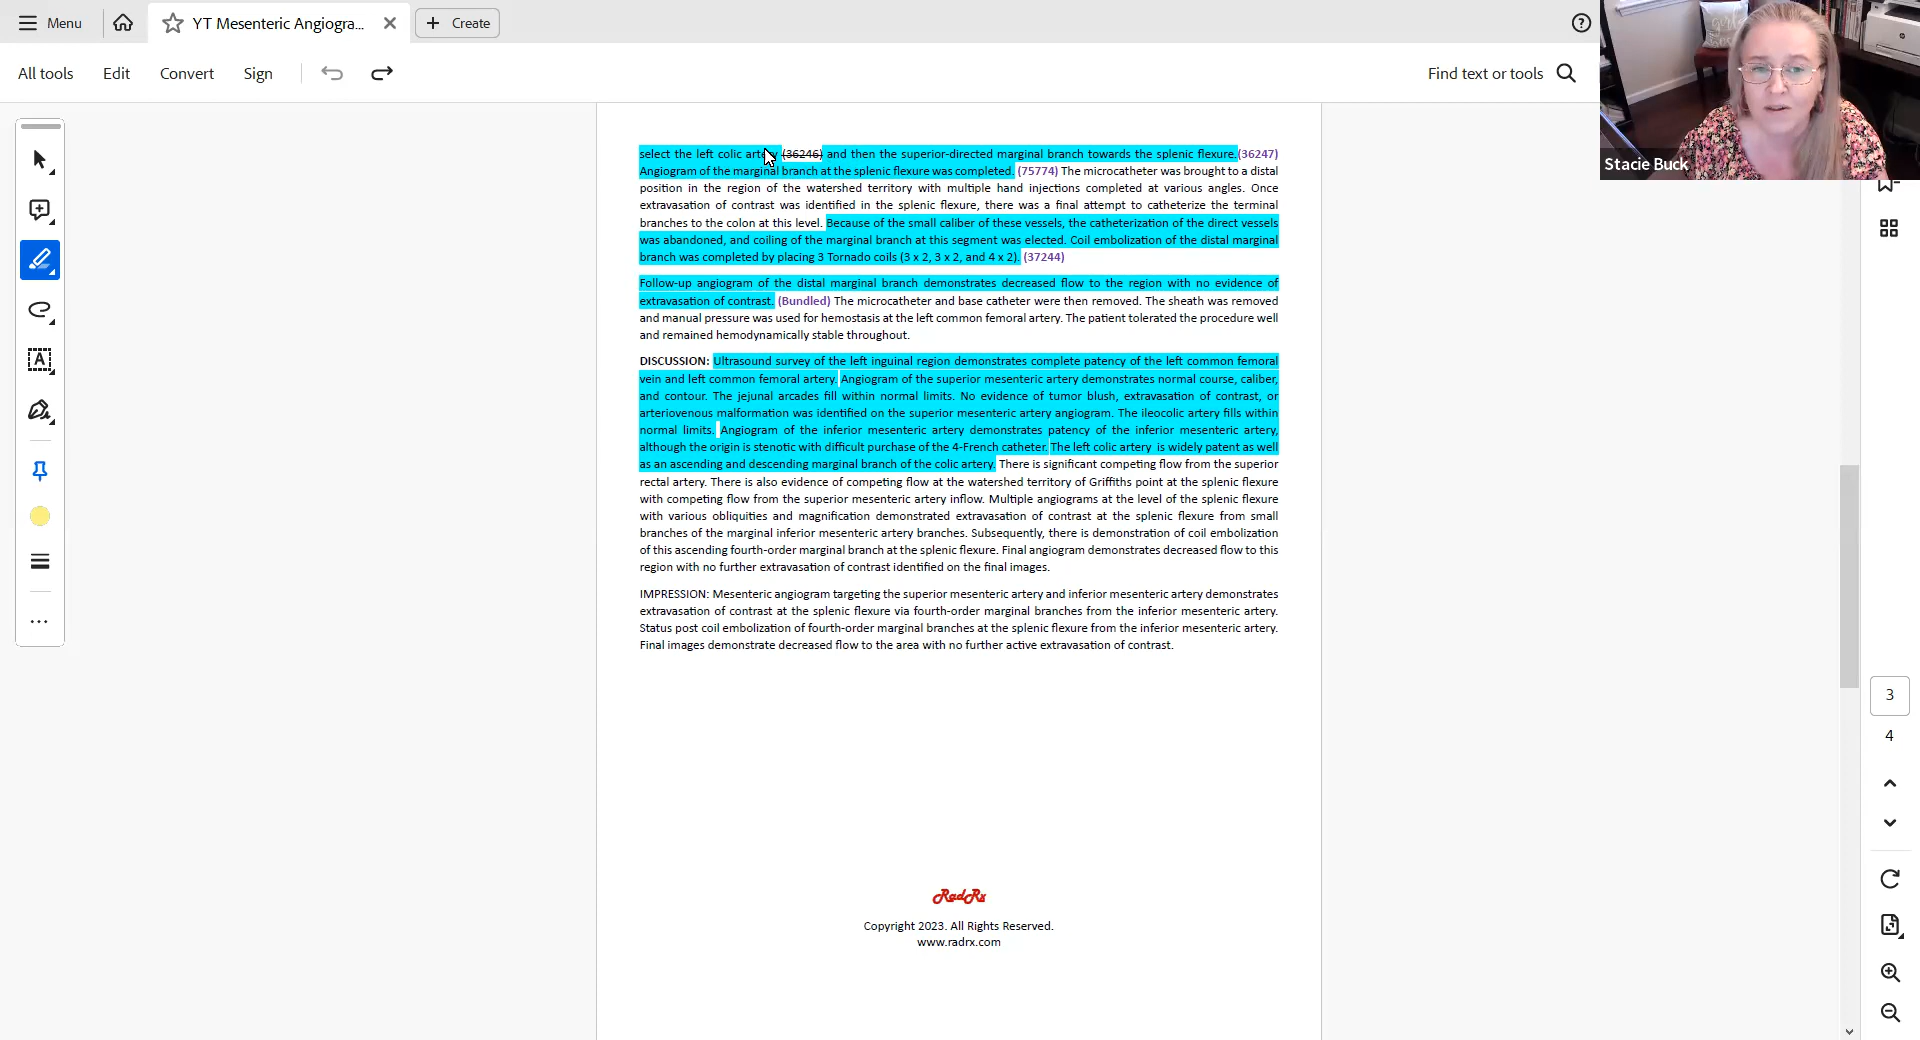 Menu
YT Mesenteric Angiogra...
Create
All tools
Edit
Convert
Sign
Find text or tools
Stacie Buck
select the left colic artery (36246) and then the superior-directed marginal branch towards the splenic flexure.(36247)
Angiogram of the marginal branch at the splenic flexure was completed. (75774) The microcatheter was brought to a distal
position in the region of the watershed territory with multiple hand injections completed at various angles. Once
extravasation of contrast was identified in the splenic flexure, there was a final attempt to catheterize the terminal
branches to the colon at this level. Because of the small caliber of these vessels, the catheterization of the direct vessels
was abandoned, and coiling of the marginal branch at this segment was elected. Coil embolization of the distal marginal
branch was completed by placing 3 Tornado coils (3 x 2, 3 x 2, and 4 x 2). (37244)
Follow-up angiogram of the distal marginal branch demonstrates decreased flow to the region with no evidence of
extravasation of contrast. (Bundled) The microcatheter and base catheter were then removed. The sheath was removed
and manual pressure was used for hemostasis at the left common femoral artery. The patient tolerated the procedure well
and remained hemodynamically stable throughout.
DISCUSSION: Ultrasound survey of the left inguinal region demonstrates complete patency of the left common femoral
vein and left common femoral artery. Angiogram of the superior mesenteric artery demonstrates normal course, caliber,
and contour. The jejunal arcades fill within normal limits. No evidence of tumor blush, extravasation of contrast, or
arteriovenous malformation was identified on the superior mesenteric artery angiogram. The ileocolic artery fills within
normal limits. Angiogram of the inferior mesenteric artery demonstrates patency of the inferior mesenteric artery,
although the origin is stenotic with difficult purchase of the 4-French catheter. The left colic artery is widely patent as well
as an ascending and descending marginal branch of the colic artery. There is significant competing flow from the superior
rectal artery. There is also evidence of competing flow at the watershed territory of Griffiths point at the splenic flexure
with competing flow from the superior mesenteric artery inflow. Multiple angiograms at the level of the splenic flexure
with various obliquities and magnification demonstrated extravasation of contrast at the splenic flexure from small
branches of the marginal inferior mesenteric artery branches. Subsequently, there is demonstration of coil embolization
of this ascending fourth-order marginal branch at the splenic flexure. Final angiogram demonstrates decreased flow to this
region with no further extravasation of contrast identified on the final images.
IMPRESSION: Mesenteric angiogram targeting the superior mesenteric artery and inferior mesenteric artery demonstrates
extravasation of contrast at the splenic flexure via fourth-order marginal branches from the inferior mesenteric artery.
Status post coil embolization of fourth-order marginal branches at the splenic flexure from the inferior mesenteric artery.
Final images demonstrate decreased flow to the area with no further active extravasation of contrast.
3
4
RadRx
Copyright 2023. All Rights Reserved.
www.radrx.com